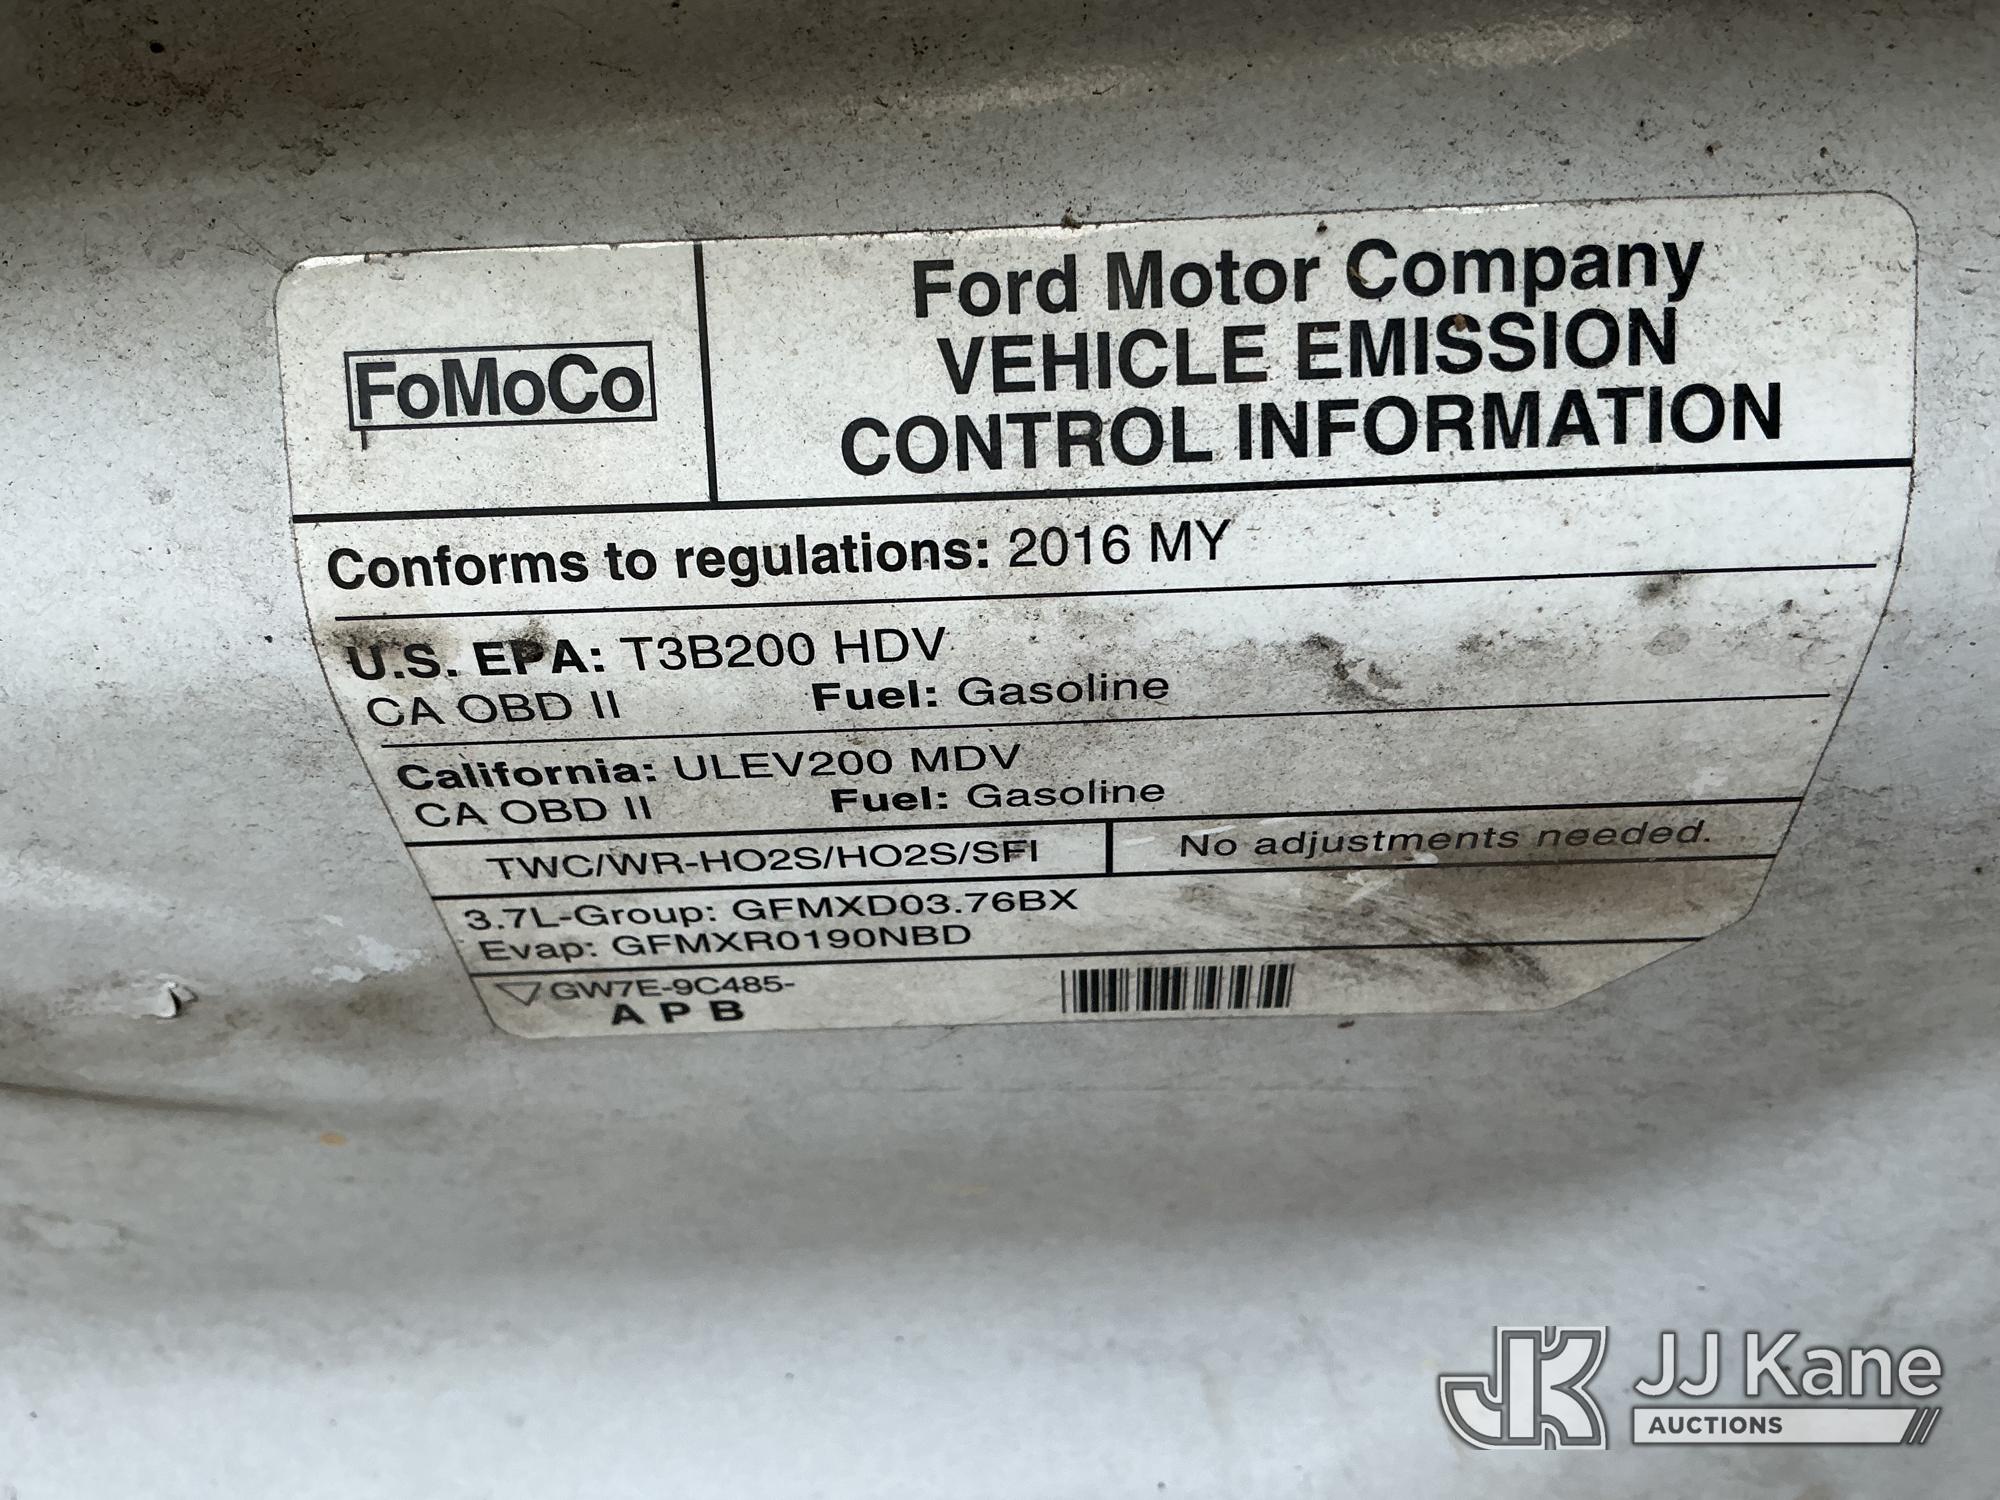 FoMoCo
Ford Motor Company
VEHICLE EMISSION
CONTROL INFORMATION
Conforms to regulations: 2016 MY
U.S. EPA: T3B200 HDV
CA OBD II Fuel: Gasoline
California: ULEV200 MDV
CA OBD II Fuel: Gasoline
TWC/WR-HO2S/HO2S/SFI No adjustments needed.
3.7L-Group: GFMXD03.76BX
Evap: GFMXR0190NBD
GW7E-9C485-
A P B
JK JJ Kane
AUCTIONS